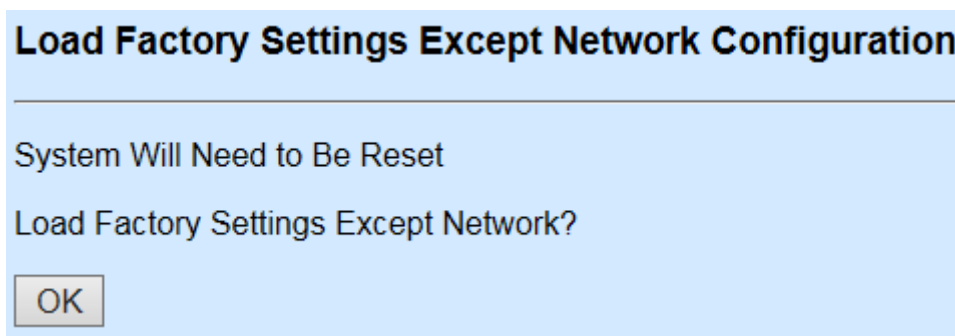 Load Factory Settings Except Network Configuration
System Will Need to Be Reset
Load Factory Settings Except Network?
OK